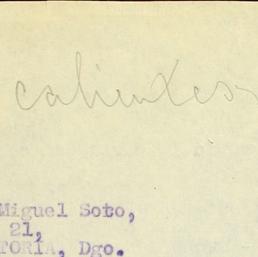 calientes
Miguel Soto,
21,
TORIA, Dgo.